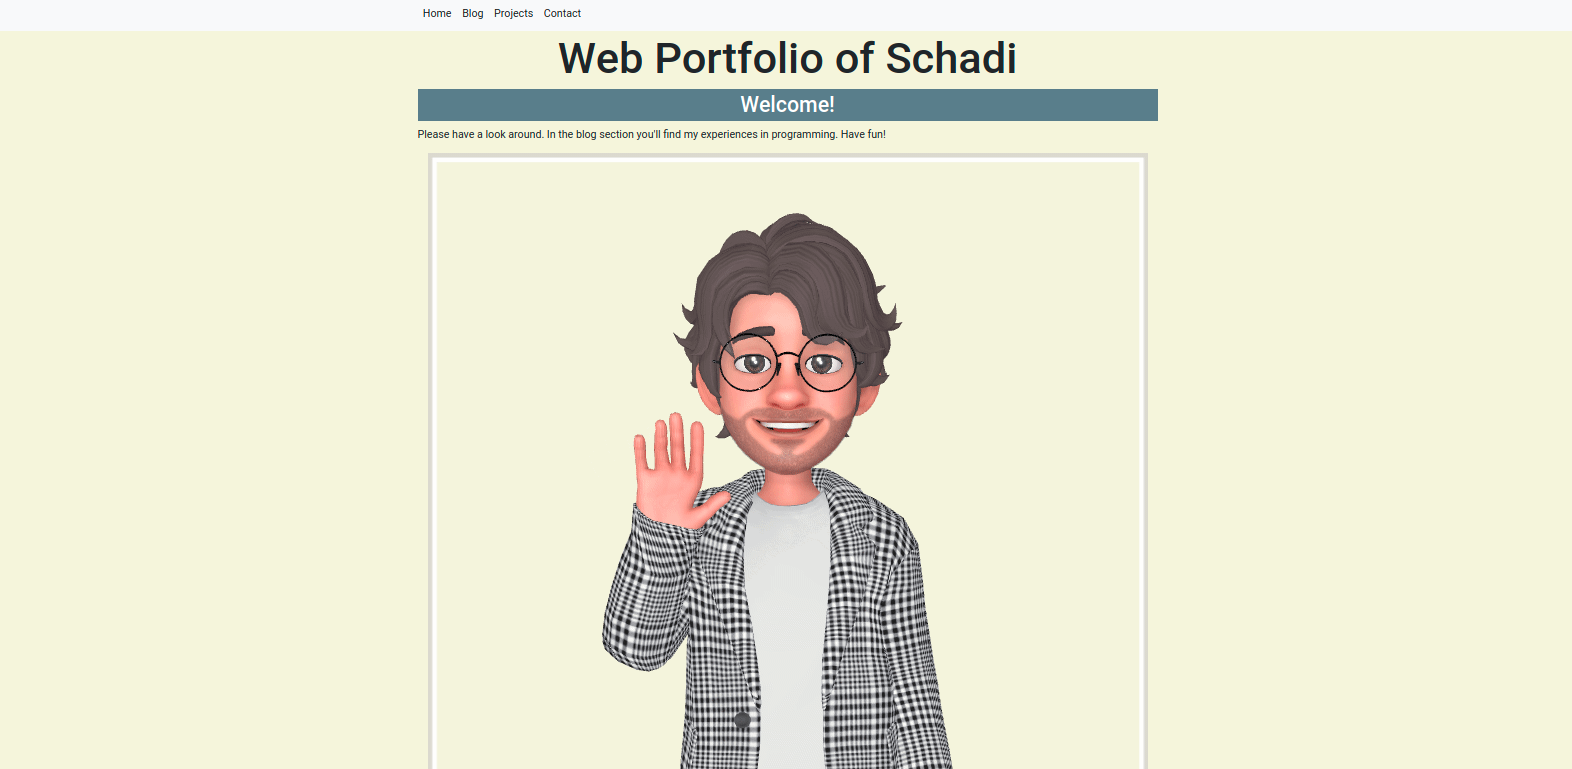 Home Blog Projects Contact
Web Portfolio of Schadi
Welcome!
Please have a look around. In the blog section you'll find my experiences in programming. Have fun!